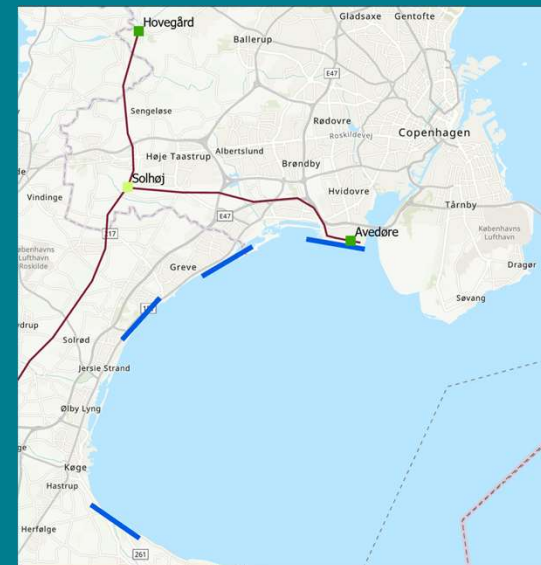 Hovegård
Gladsaxe
Gentofte
Ballerup
E47
Sengeløse
Rødovre
Roskildevej
Copenhagen
Albertslund
Høje Taastrup
Brøndby
Solhøj
Hvidovre
Vindinge
Tårnby
E47
Københavns
Lufthavn
217
Avedøre
Københavns
Lufthavn
Roskilde
Greve
Dragør
Søvang
Solrød
Jersie Strand
Ølby Lyng
Køge
Hastrup
Herfølge
261